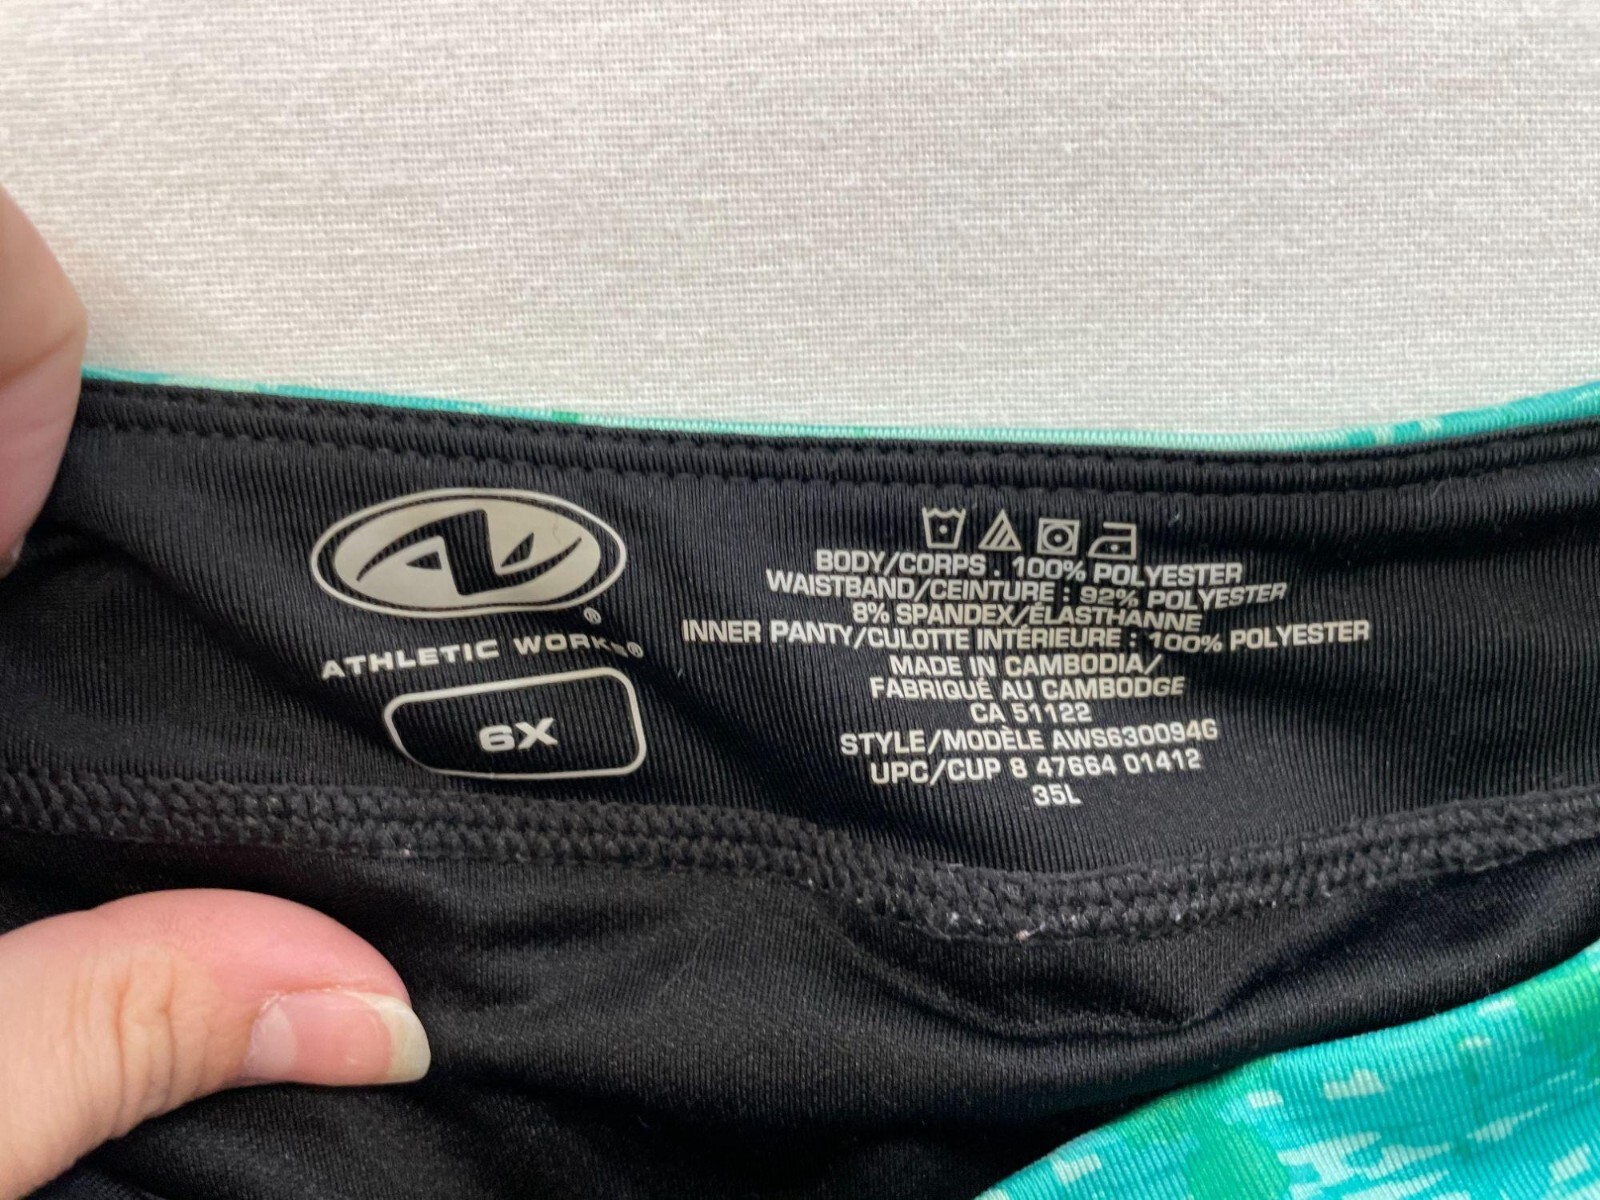 ®
ATHLETIC WORKS®
6X
BODY/CORPS : 100% POLYESTER
WAISTBAND/CEINTURE : 92% POLYESTER
8% SPANDEX/ÉLASTHANNE
INNER PANTY/CULOTTE INTÉRIEURE : 100% POLYESTER
MADE IN CAMBODIA/
FABRIQUÉ AU CAMBODGE
CA 51122
STYLE/MODÈLE AWS630094G
UPC/CUP 8 47664 01412
35L